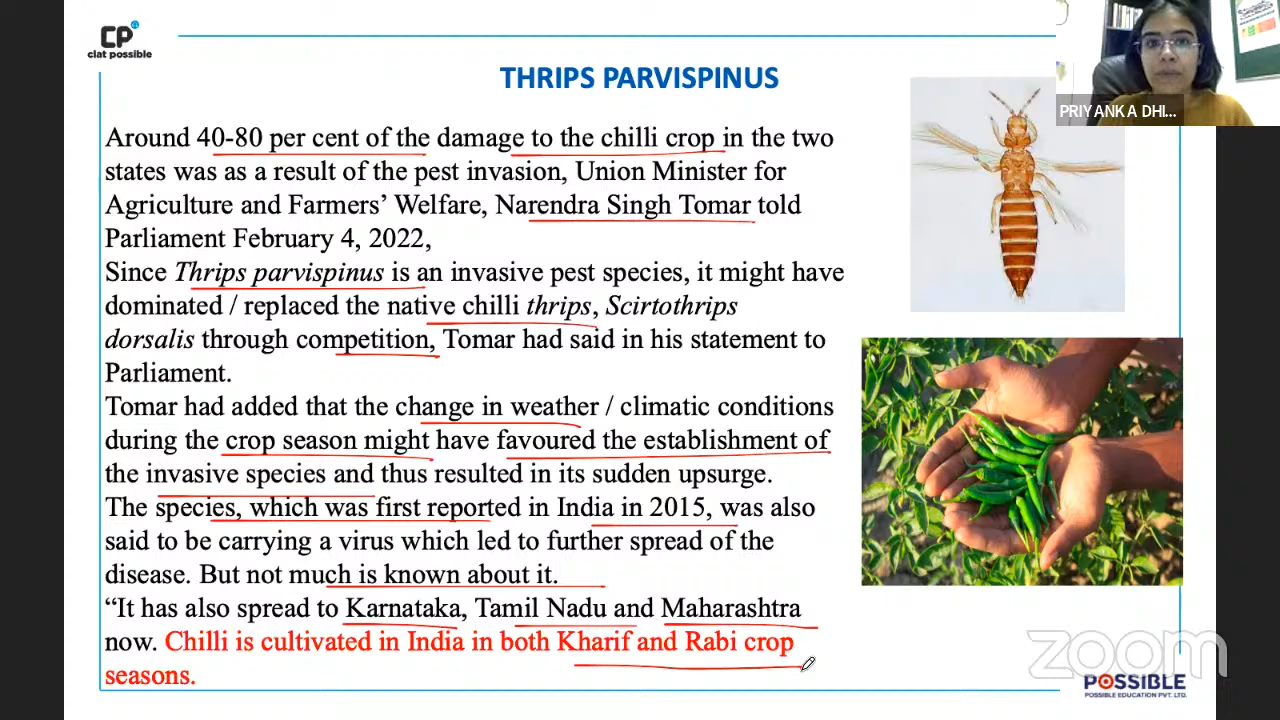 CP
clat possible
THRIPS PARVISPINUS
PRIYANKA DHI...
Around 40-80 per cent of the damage to the chilli crop in the two
states was as a result of the pest invasion, Union Minister for
Agriculture and Farmers’ Welfare, Narendra Singh Tomar told
Parliament February 4, 2022,
Since Thrips parvispinus is an invasive pest species, it might have
dominated / replaced the native chilli thrips, Scirtothrips
dorsalis through competition, Tomar had said in his statement to
Parliament.
Tomar had added that the change in weather / climatic conditions
during the crop season might have favoured the establishment of
the invasive species and thus resulted in its sudden upsurge.
The species, which was first reported in India in 2015, was also
said to be carrying a virus which led to further spread of the
disease. But not much is known about it.
“It has also spread to Karnataka, Tamil Nadu and Maharashtra
now. Chilli is cultivated in India in both Kharif and Rabi crop
seasons.
zoom
POSSIBLE
POSSIBLE EDUCATION PVT. LTD.